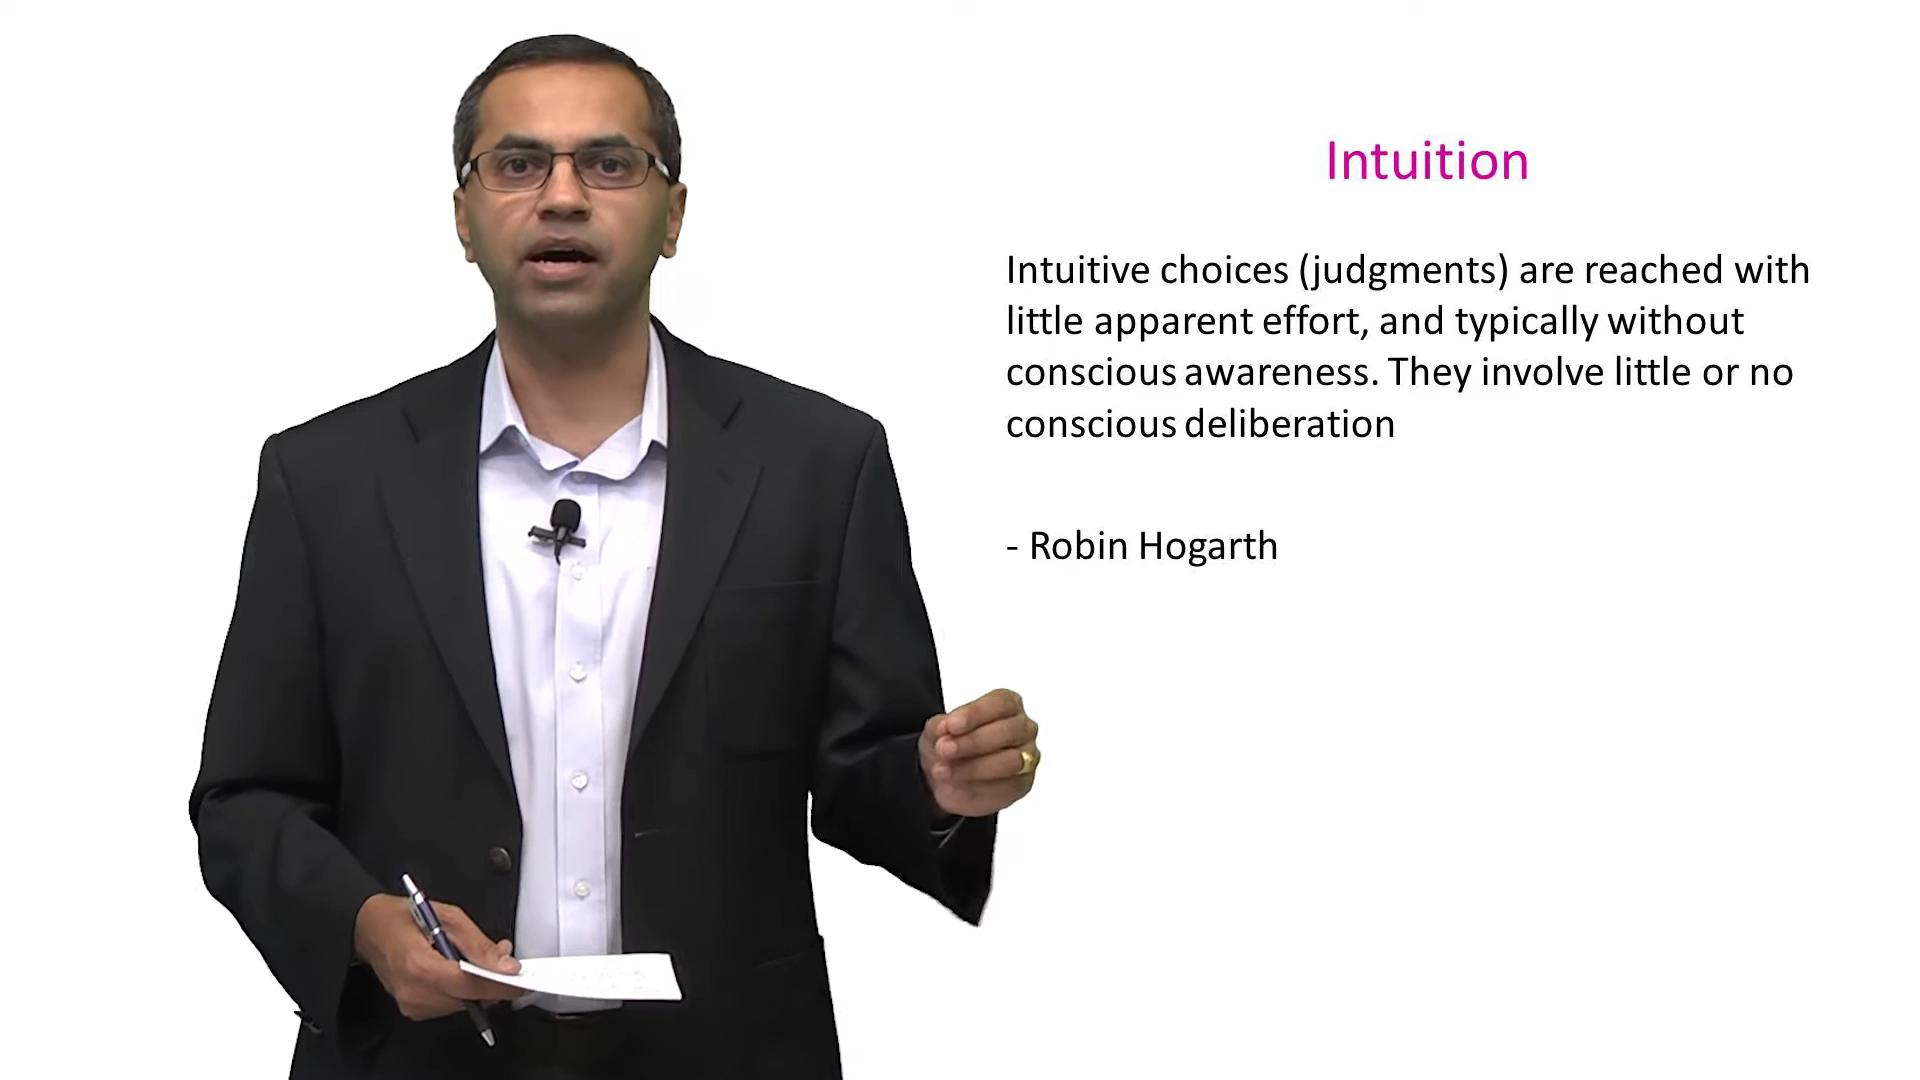 Intuition
Intuitive choices (judgments) are reached with
little apparent effort, and typically without
conscious awareness. They involve little or no
conscious deliberation
- Robin Hogarth